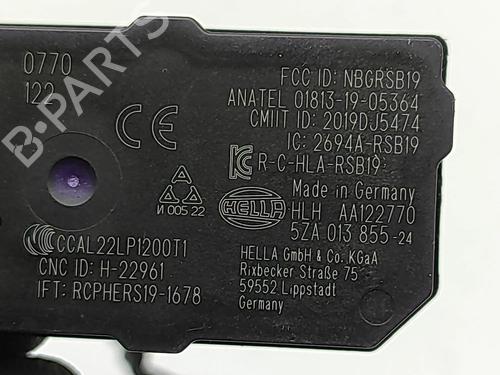 B-PARTS
0770
122
CE
И 005 22
CCAL22LP1200T1
CNC ID: H-22961
IFT: RCPHERS19-1678
FCC ID: NBGRSB19
ANATEL 01813-19-05364
CMIIT ID: 2019DJ5474
IC: 2694A-RSB19
R-C-HLA-RSB19
Made in Germany
HELLA
HLH AA122770
5ZA 013 855-24
HELLA GmbH & Co. KGaA
Rixbecker Straße 75
59552 Lippstadt
Germany